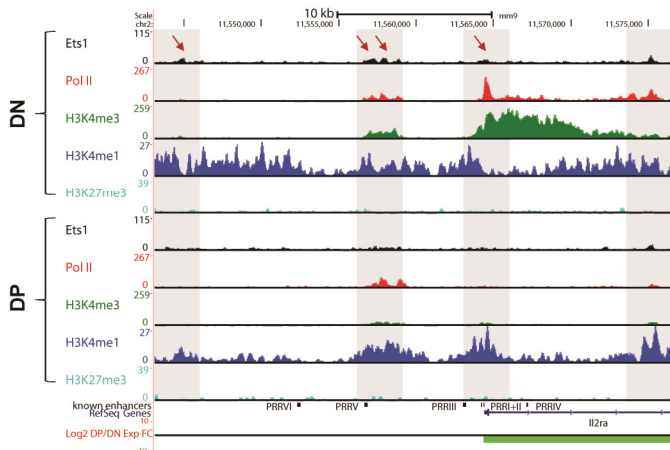 Scale 10 kb mm9
chr2: 11,550,000 11,555,000 11,560,000 11,565,000 11,570,000 11,575,000
DN
Ets1 115 0
Pol II 267 0
H3K4me3 259 0
H3K4me1 27 0
H3K27me3 39 0
DP
Ets1 115 0
Pol II 267 0
H3K4me3 259 0
H3K4me1 27 0
H3K27me3 39 0
known enhancers PRRVI PRRV PRRIII PRRI+II PRRIV
RefSeq Genes Il2ra
10
Log2 DP/DN Exp FC